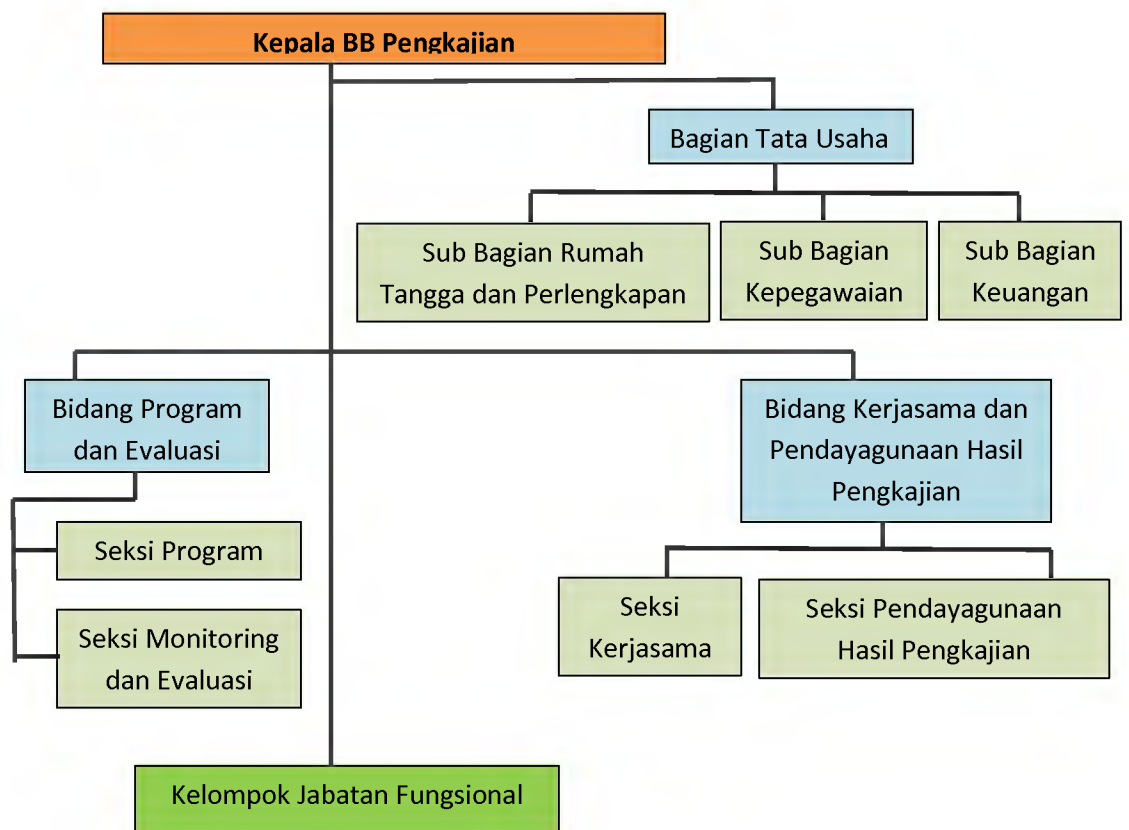 Kepala BB Pengkajian
Bagian Tata Usaha
Sub Bagian Rumah
Tangga dan Perlengkapan
Sub Bagian
Kepegawaian
Sub Bagian
Keuangan
Bidang Program
dan Evaluasi
Bidang Kerjasama dan
Pendayagunaan Hasil
Pengkajian
Seksi Program
Seksi Monitoring
dan Evaluasi
Seksi
Kerjasama
Seksi Pendayagunaan
Hasil Pengkajian
Kelompok Jabatan Fungsional